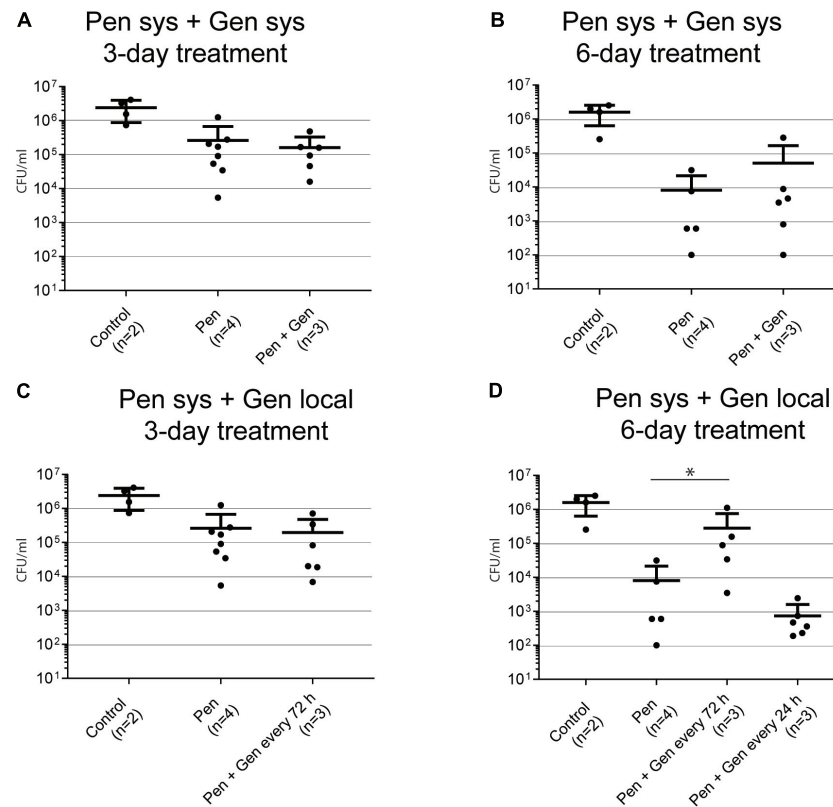 A
Pen sys + Gen sys
3-day treatment
CFU/ml
10⁷
10⁶
10⁵
10⁴
10³
10²
10¹
Control
(n=2)
Pen
(n=4)
Pen + Gen
(n=3)
B
Pen sys + Gen sys
6-day treatment
CFU/ml
10⁷
10⁶
10⁵
10⁴
10³
10²
10¹
Control
(n=2)
Pen
(n=4)
Pen + Gen
(n=3)
C
Pen sys + Gen local
3-day treatment
CFU/ml
10⁷
10⁶
10⁵
10⁴
10³
10²
10¹
Control
(n=2)
Pen
(n=4)
Pen + Gen every 72 h
(n=3)
D
Pen sys + Gen local
6-day treatment
*
CFU/ml
10⁷
10⁶
10⁵
10⁴
10³
10²
10¹
Control
(n=2)
Pen
(n=4)
Pen + Gen every 72 h
(n=3)
Pen + Gen every 24 h
(n=3)